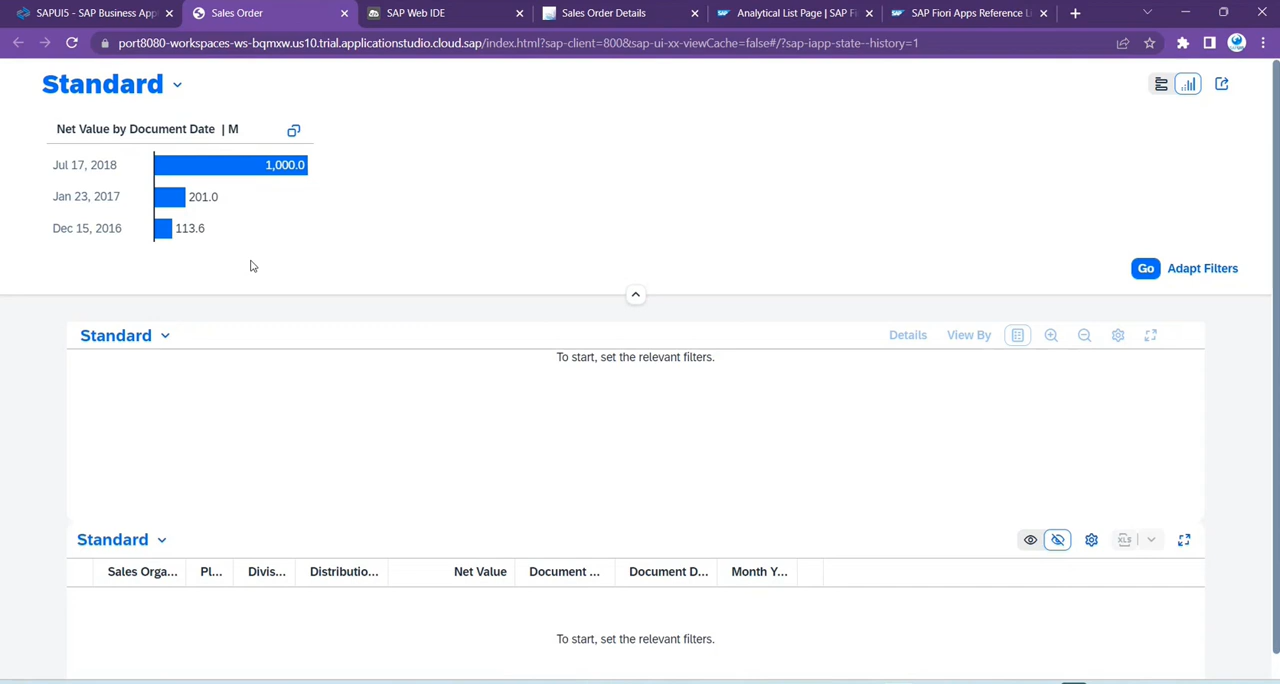 SAPUI5 - SAP Business App
Sales Order
SAP Web IDE
Sales Order Details
Analytical List Page | SAP Fi
SAP Fiori Apps Reference Li
port8080-workspaces-ws-bqmxw.us10.trial.applicationstudio.cloud.sap/index.html?sap-client=800&sap-ui-xx-viewCache=false#/?sap-iapp-state--history=1
Standard
Net Value by Document Date | M
Jul 17, 2018 1,000.0
Jan 23, 2017 201.0
Dec 15, 2016 113.6
Go Adapt Filters
Standard Details View By
To start, set the relevant filters.
Standard XLS
Sales Orga... Pl... Divis... Distributio... Net Value Document ... Document D... Month Y...
To start, set the relevant filters.